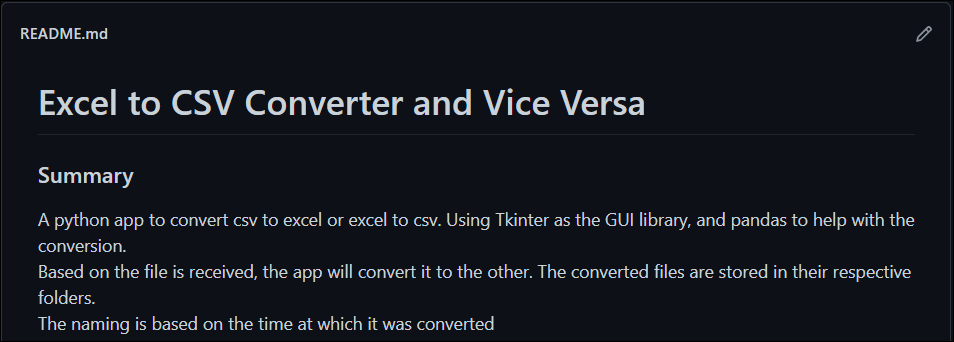 README.md
Excel to CSV Converter and Vice Versa
Summary
A python app to convert csv to excel or excel to csv. Using Tkinter as the GUI library, and pandas to help with the
conversion.
Based on the file is received, the app will convert it to the other. The converted files are stored in their respective
folders.
The naming is based on the time at which it was converted